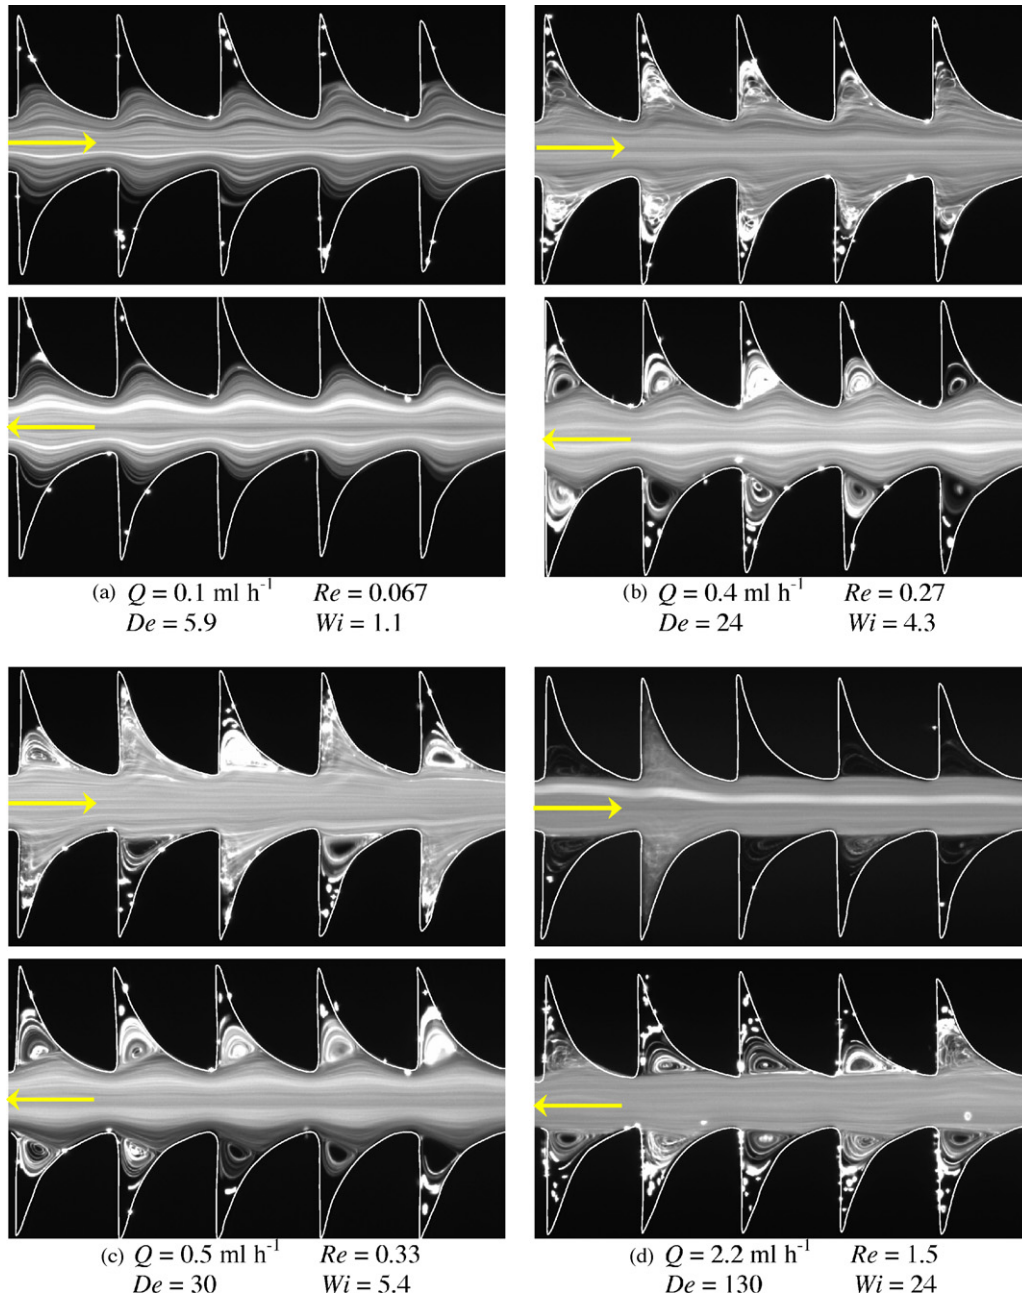 (a) Q = 0.1 ml h⁻¹ Re = 0.067
De = 5.9 Wi = 1.1
(b) Q = 0.4 ml h⁻¹ Re = 0.27
De = 24 Wi = 4.3
(c) Q = 0.5 ml h⁻¹ Re = 0.33
De = 30 Wi = 5.4
(d) Q = 2.2 ml h⁻¹ Re = 1.5
De = 130 Wi = 24